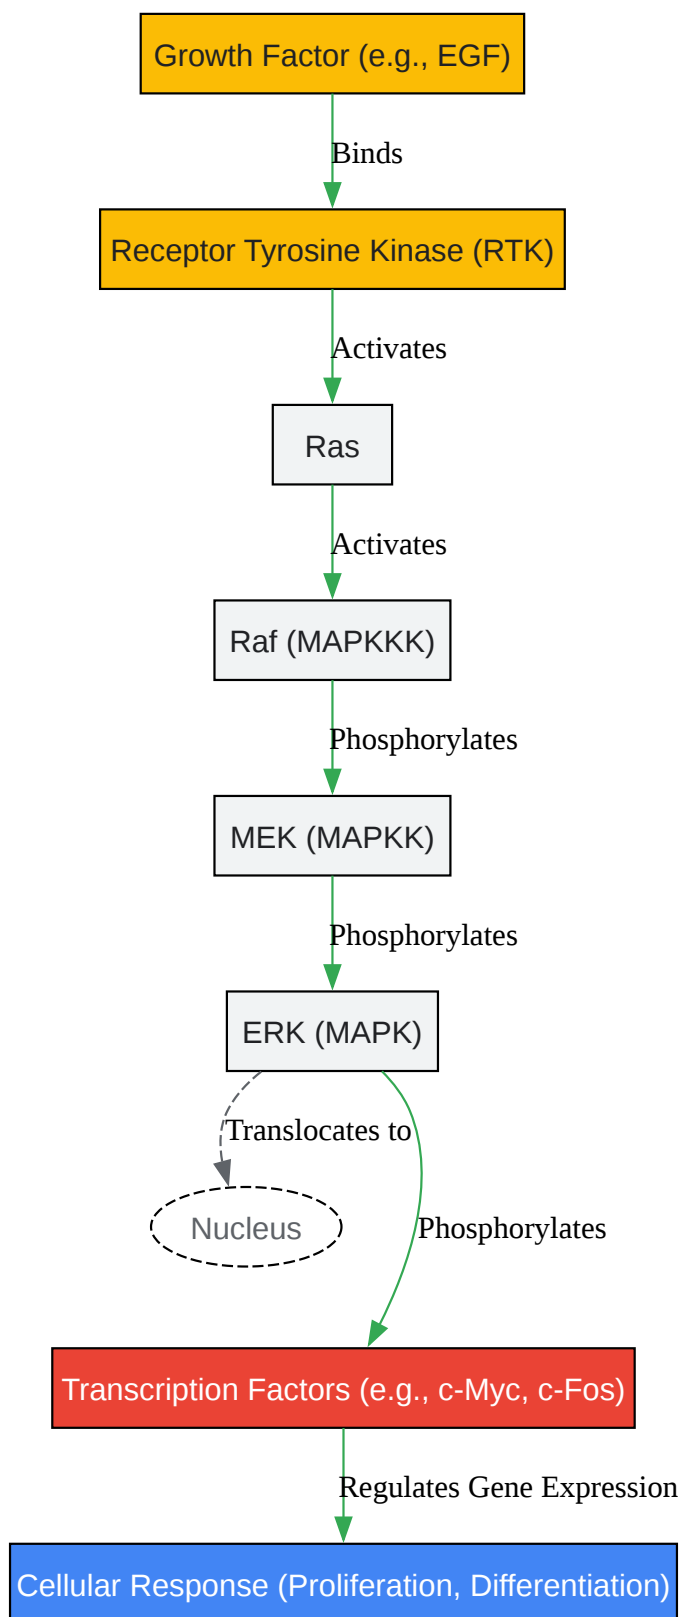 Growth Factor (e.g., EGF)
Binds
Receptor Tyrosine Kinase (RTK)
Activates
Ras
Activates
Raf (MAPKKK)
Phosphorylates
MEK (MAPKK)
Phosphorylates
ERK (MAPK)
Translocates to
Nucleus
Phosphorylates
Transcription Factors (e.g., c-Myc, c-Fos)
Regulates Gene Expression
Cellular Response (Proliferation, Differentiation)